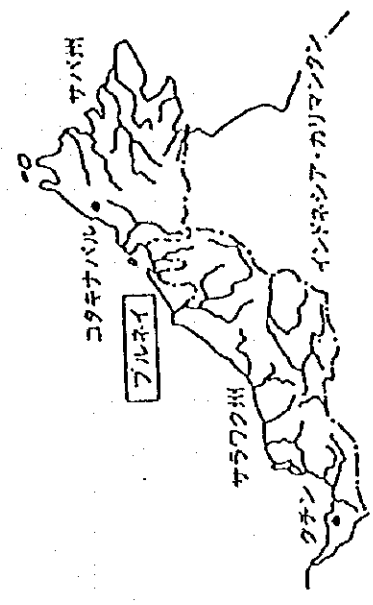 サバ州
コタキナバル
ブルネイ
サラワク州
クチン
インドネシア・カリマンタン